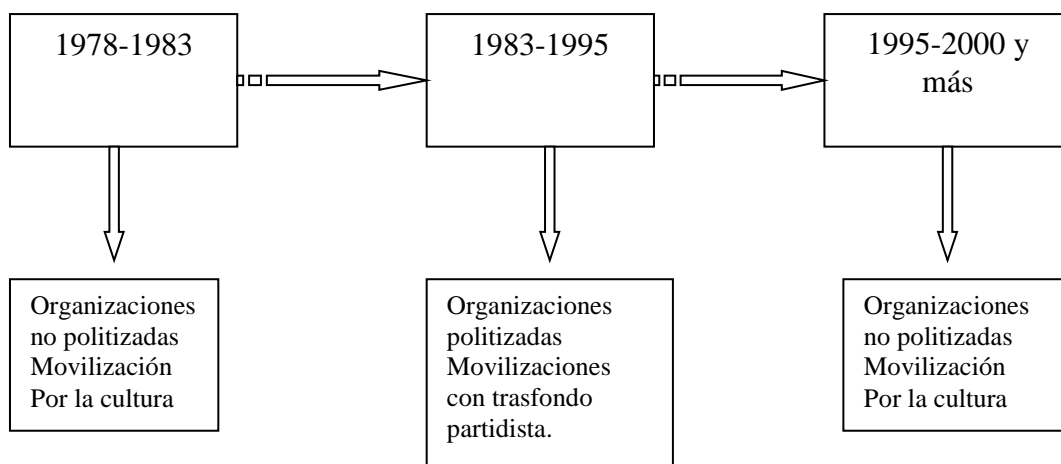 1978-1983
1983-1995
1995-2000 y
más
Organizaciones
no politizadas
Movilización
Por la cultura
Organizaciones
politizadas
Movilizaciones
con trasfondo
partidista.
Organizaciones
no politizadas
Movilización
Por la cultura